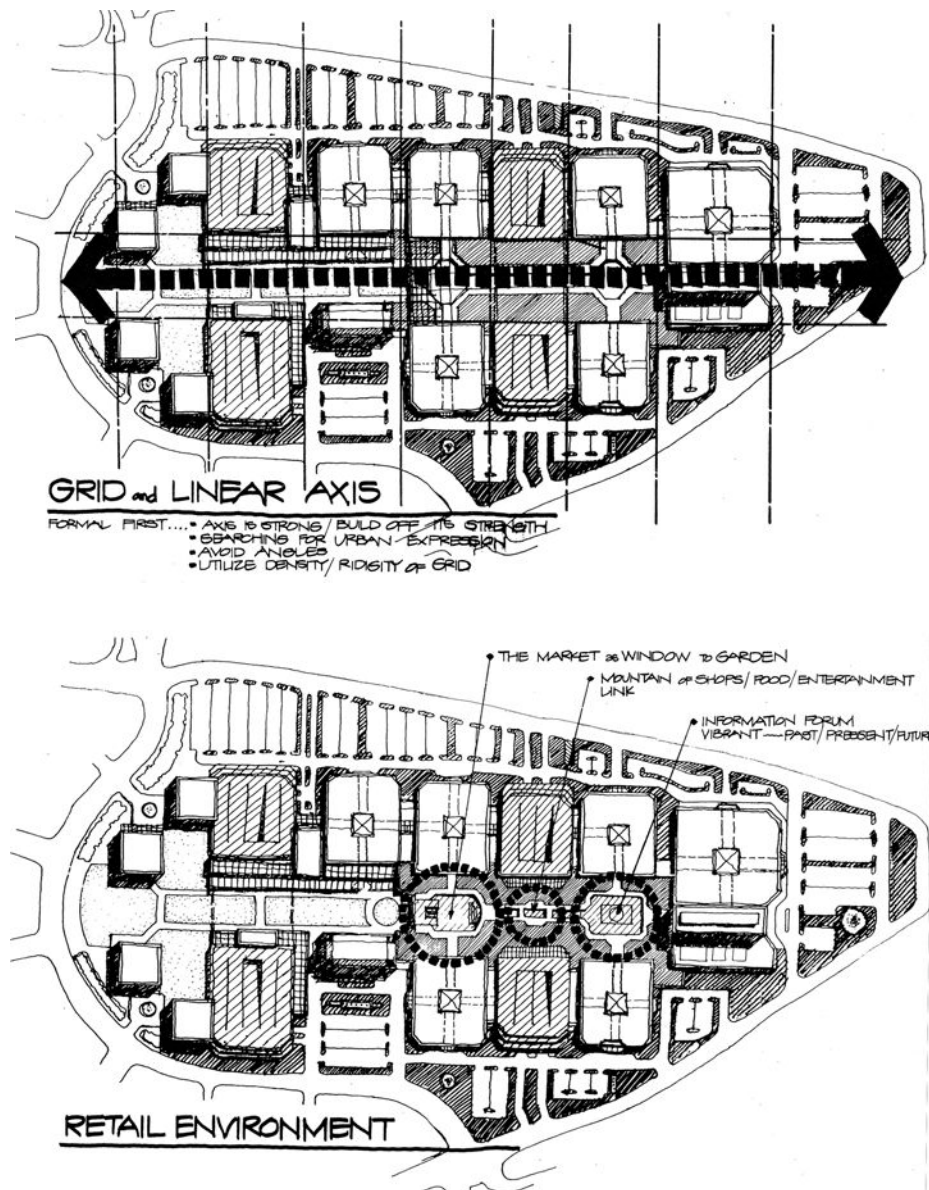 GRID and LINEAR AXIS
FORMAL FIRST.... • AXIS IS STRONG / BUILD OFF ITS STRENGTH
• SEARCHING FOR URBAN EXPRESSION
• AVOID ANGLES
• UTILIZE DENSITY / RIDIGITY OF GRID
• THE MARKET as WINDOW TO GARDEN
• MOUNTAIN OF SHOPS / FOOD / ENTERTAINMENT
LINK
• INFORMATION FORUM
VIBRANT — PAST / PRESENT / FUTURE
RETAIL ENVIRONMENT